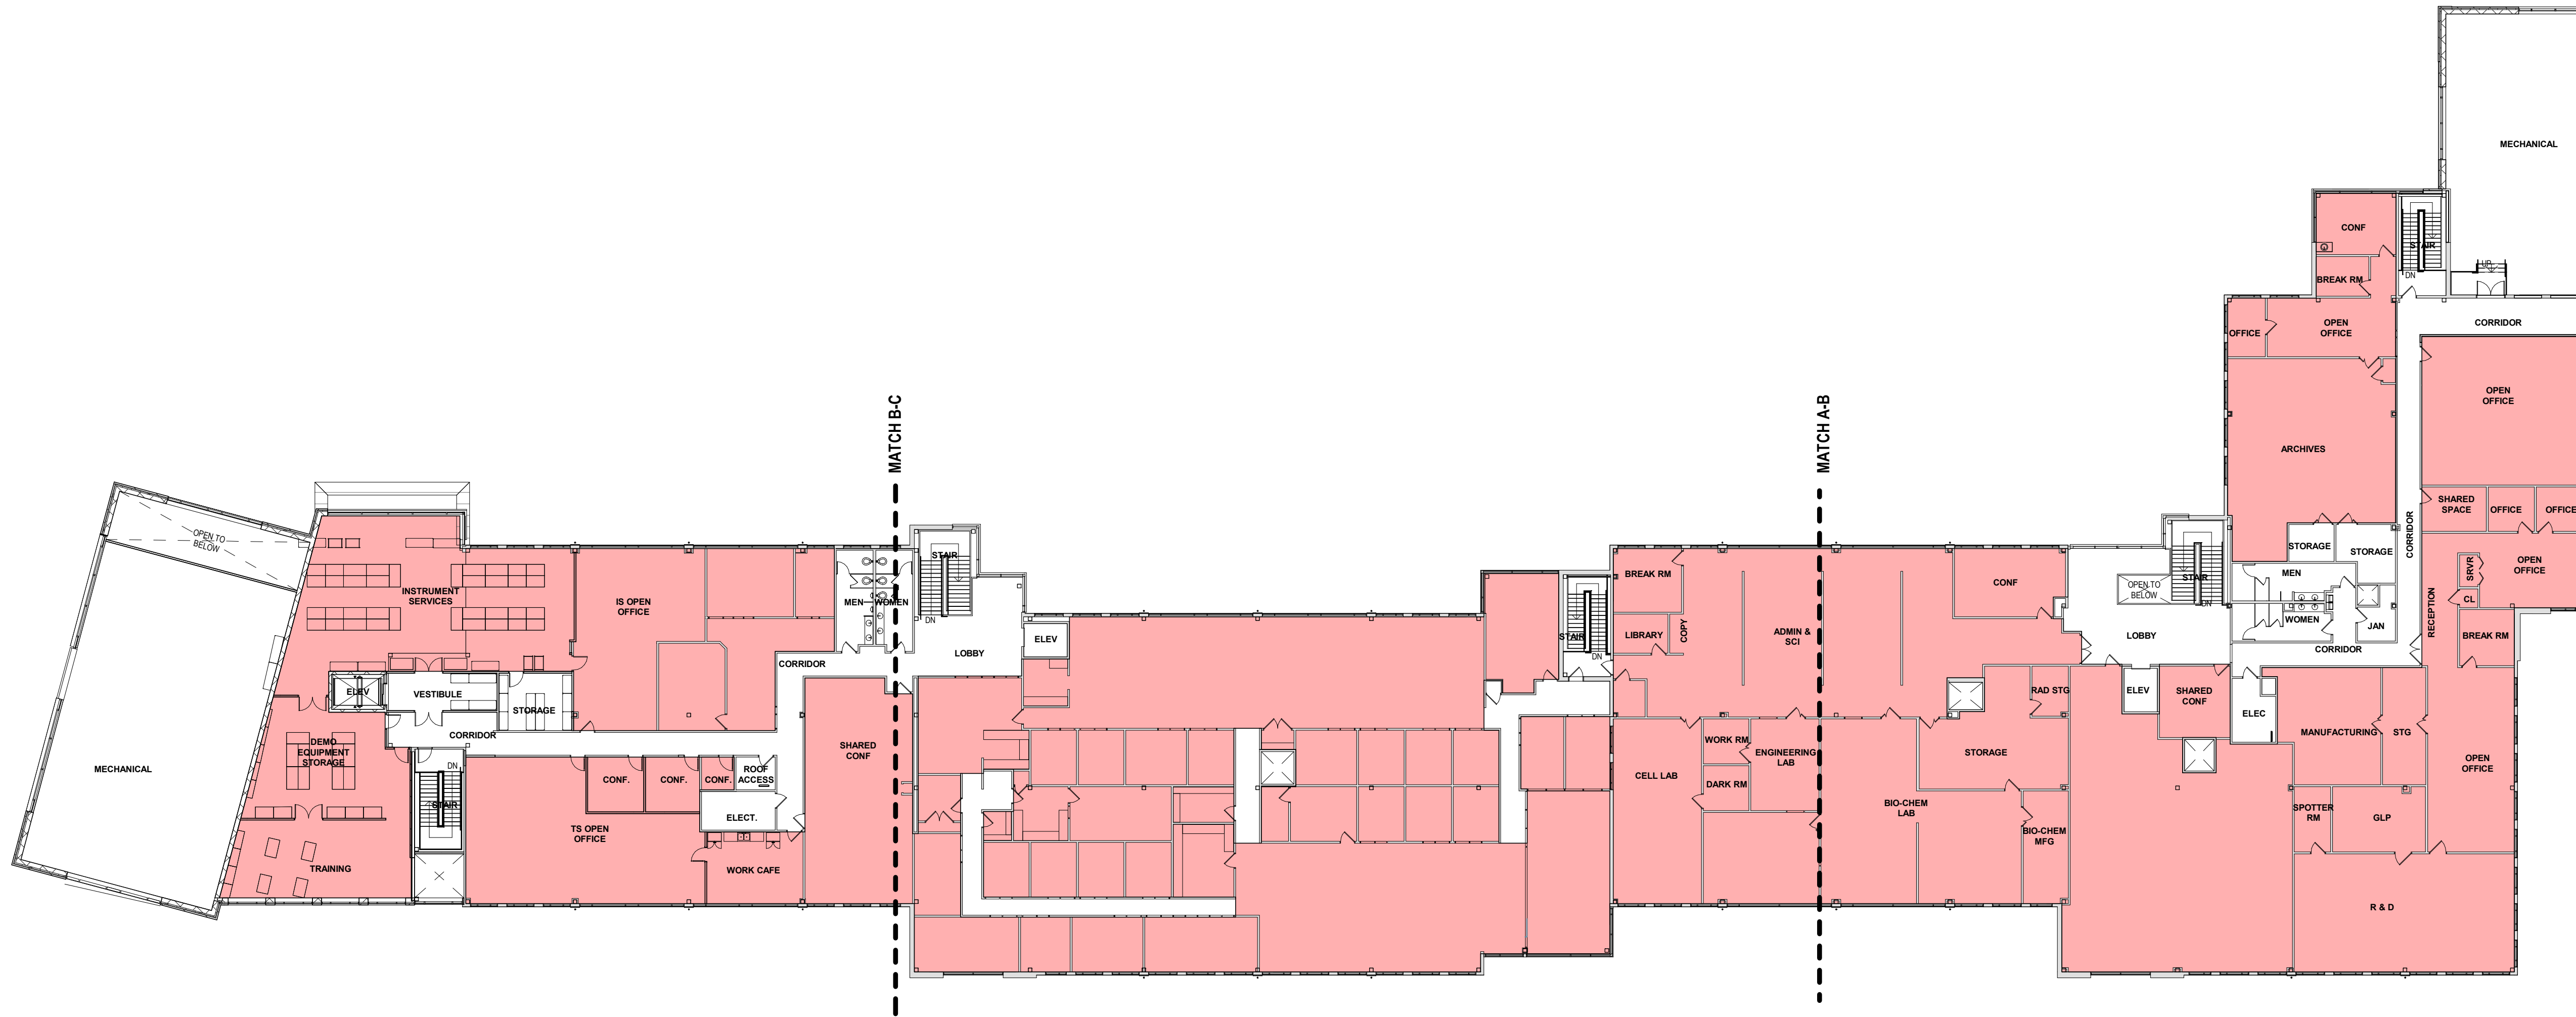 MECHANICAL
OPEN TO
BELOW
INSTRUMENT
SERVICES
ELEV
VESTIBULE
STORAGE
CORRIDOR
DEMO
EQUIPMENT
STORAGE
TRAINING
DN
STAIR
IS OPEN
OFFICE
CONF.
CONF.
CONF.
ROOF
ACCESS
ELECT.
TS OPEN
OFFICE
WORK CAFE
CORRIDOR
SHARED
CONF
MEN
WOMEN
MATCH B-C
STAIR
DN
LOBBY
ELEV
STAIR
DN
BREAK RM
LIBRARY
COPY
ADMIN &
SCI
CELL LAB
WORK RM
DARK RM
ENGINEERING
LAB
MATCH A-B
CONF
RAD STG
STORAGE
BIO-CHEM
LAB
BIO-CHEM
MFG
OPEN TO
BELOW
LOBBY
STAIR
DN
ELEV
SHARED
CONF
ELEC
MEN
WOMEN
JAN
CORRIDOR
STORAGE
STORAGE
ARCHIVES
OFFICE
OPEN
OFFICE
BREAK RM
CONF
STAIR
DN
UP
MECHANICAL
CORRIDOR
OPEN
OFFICE
CORRIDOR
SHARED
SPACE
OFFICE
OFFICE
RECEPTION
SRVR
CL
OPEN
OFFICE
BREAK RM
MANUFACTURING
STG
OPEN
OFFICE
SPOTTER
RM
GLP
R & D